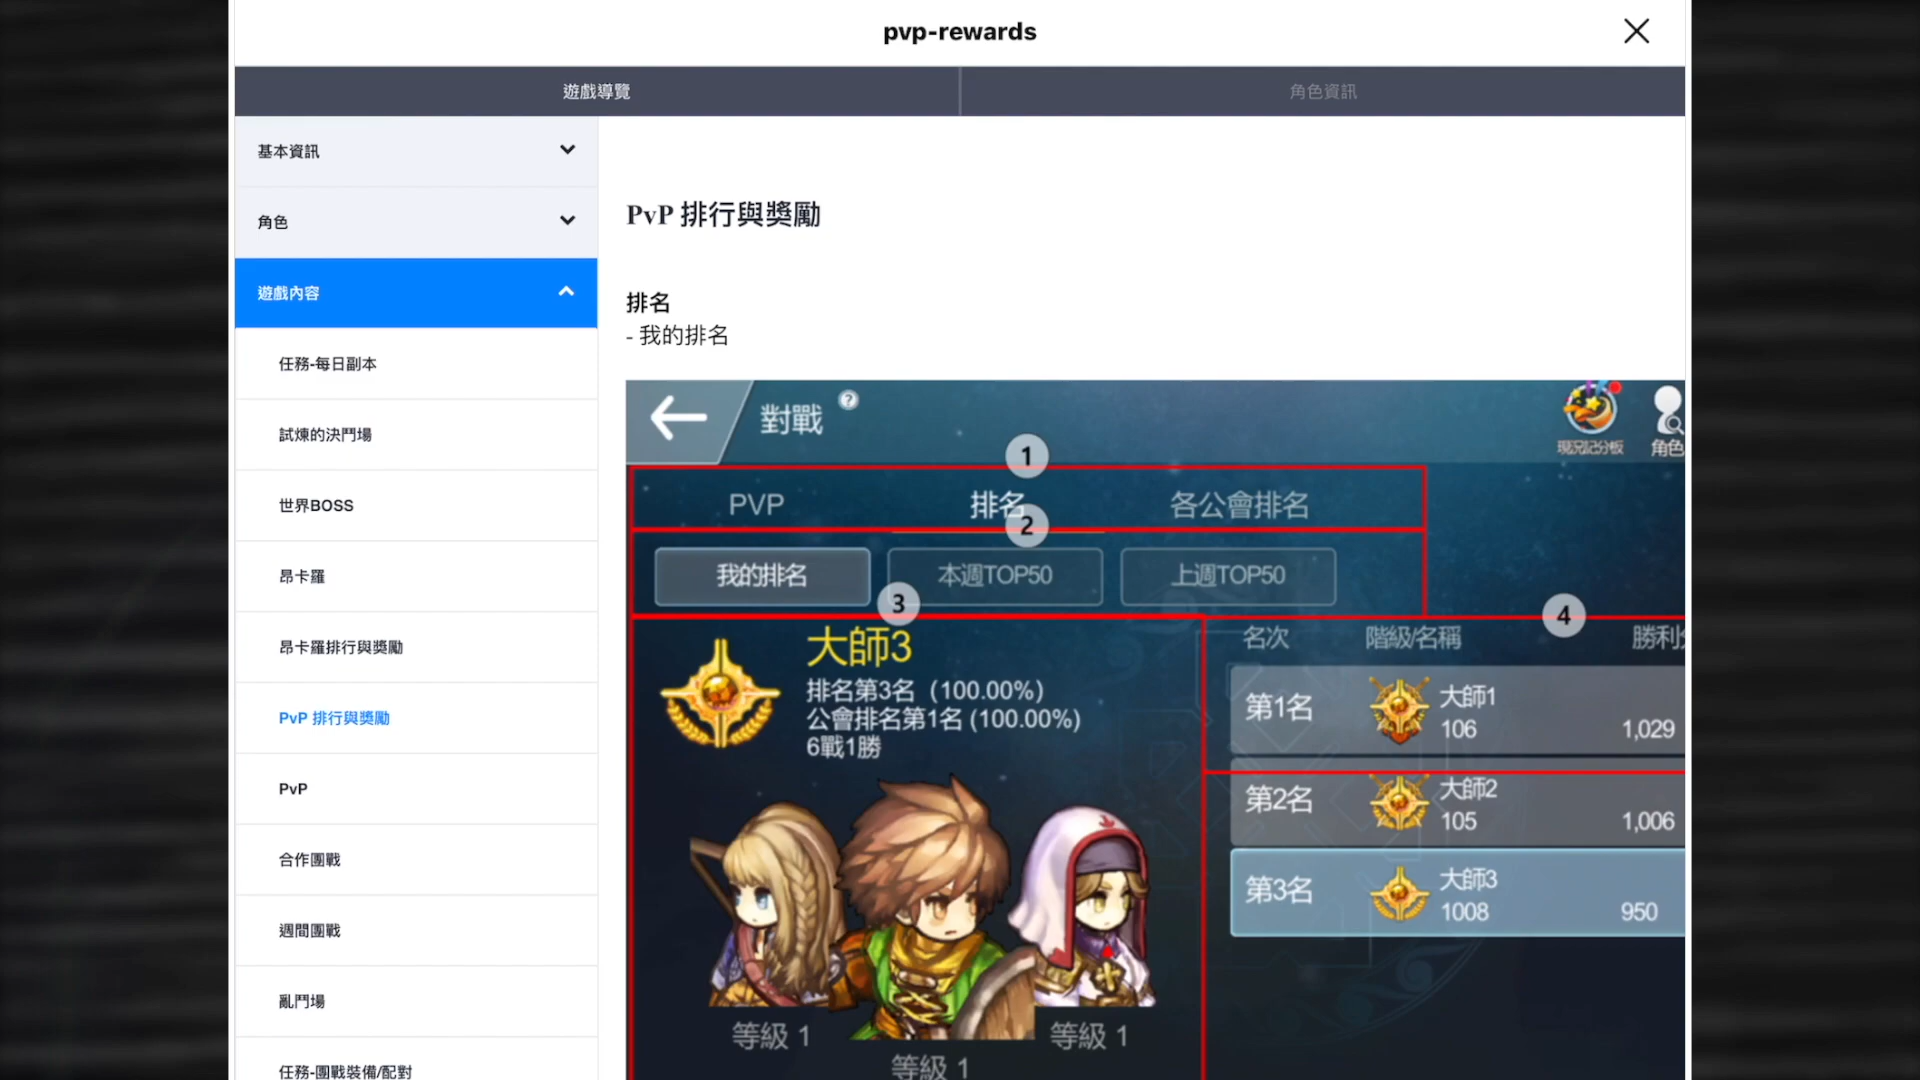 pvp-rewards
遊戲導覽
角色資訊
基本資訊
角色
遊戲內容
任務-每日副本
試煉的決鬥場
世界BOSS
昂卡羅
昂卡羅排行與獎勵
PvP 排行與獎勵
PvP
合作團戰
週間團戰
亂鬥場
任務-團戰裝備/配對
PvP 排行與獎勵
排名
- 我的排名
對戰
?
現況記分板
角色
1
PVP
排名
各公會排名
2
我的排名
本週TOP50
上週TOP50
3
4
大師3
排名第3名 (100.00%)
公會排名第1名 (100.00%)
6戰1勝
等級 1
等級 1
等級 1
名次
階級/名稱
勝利
第1名
大師1
106
1,029
第2名
大師2
105
1,006
第3名
大師3
1008
950